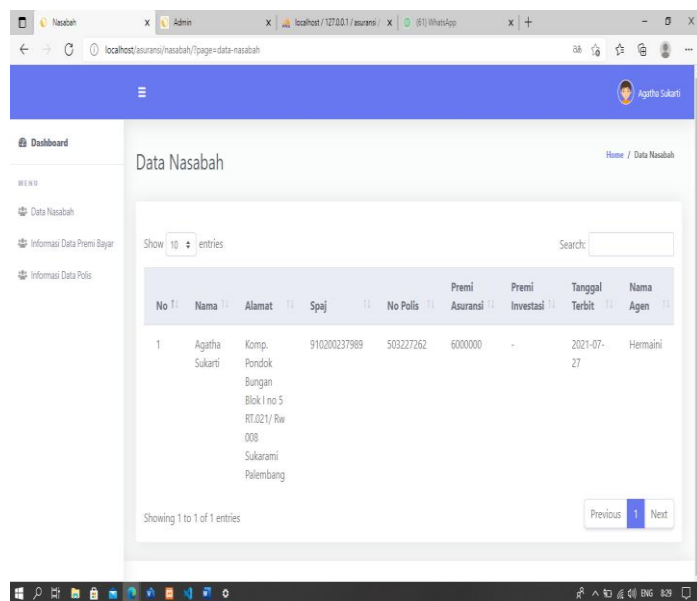 Nasabah
Admin
localhost / 127.0.0.1 / asuransi /
(61) WhatsApp
localhost/asuransi/nasabah/?page=data-nasabah
Agatha Sukarti
Dashboard
Data Nasabah
Home / Data Nasabah
MENU
Data Nasabah
Informasi Data Premi Bayar
Informasi Data Polis
Show 10 entries
Search:
No Nama Alamat Spaj No Polis Premi Asuransi Premi Investasi Tanggal Terbit Nama Agen
1 Agatha Sukarti Komp. Pondok Bungan Blok I no 5 RT.021/ Rw 008 Sukarami Palembang 910200237989 503227262 6000000 - 2021-07-27 Hermaini
Showing 1 to 1 of 1 entries
Previous 1 Next
ENG 8:29